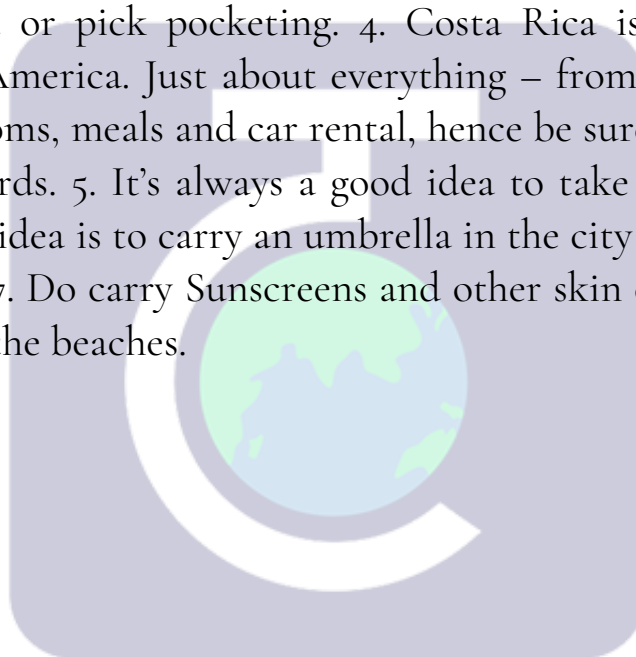 or pick pocketing. 4. Costa Rica is
America. Just about everything – from
oms, meals and car rental, hence be sure
rds. 5. It’s always a good idea to take
idea is to carry an umbrella in the city
7. Do carry Sunscreens and other skin
the beaches.